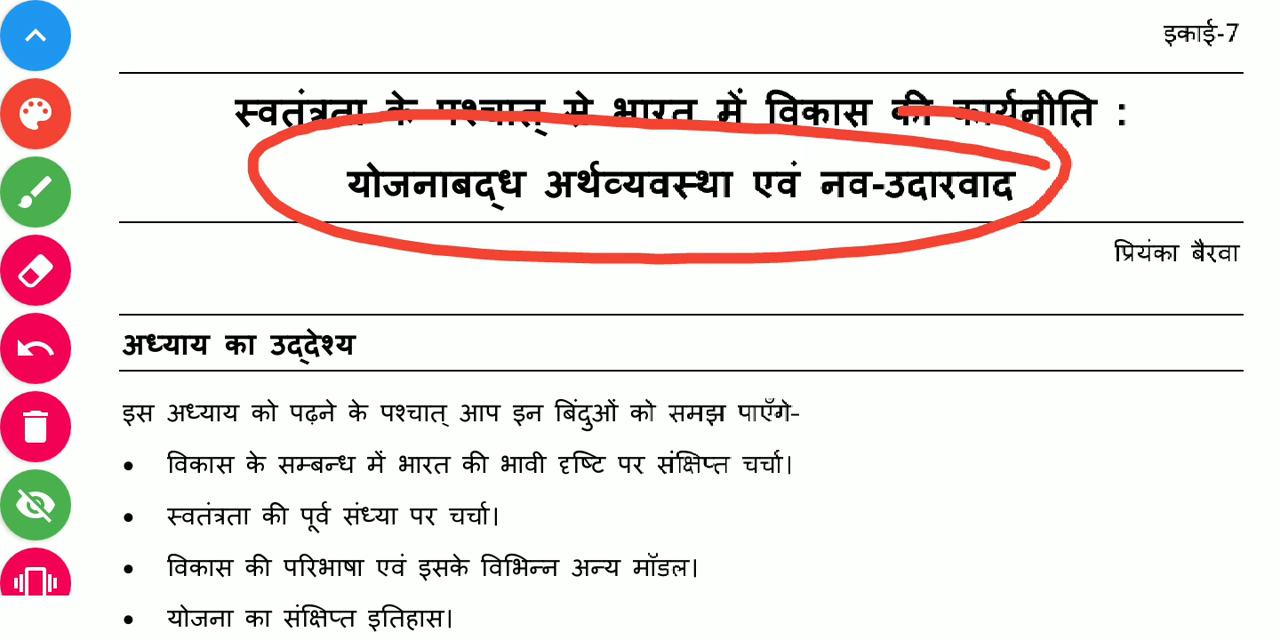 इकाई-7
स्वतंत्रता के पश्चात् से भारत में विकास की कार्यनीति :
योजनाबद्ध अर्थव्यवस्था एवं नव-उदारवाद
प्रियंका बैरवा
अध्याय का उद्देश्य
इस अध्याय को पढ़ने के पश्चात् आप इन बिंदुओं को समझ पाएँगे-
• विकास के सम्बन्ध में भारत की भावी दृष्टि पर संक्षिप्त चर्चा।
• स्वतंत्रता की पूर्व संध्या पर चर्चा।
• विकास की परिभाषा एवं इसके विभिन्न अन्य मॉडल।
• योजना का संक्षिप्त इतिहास।